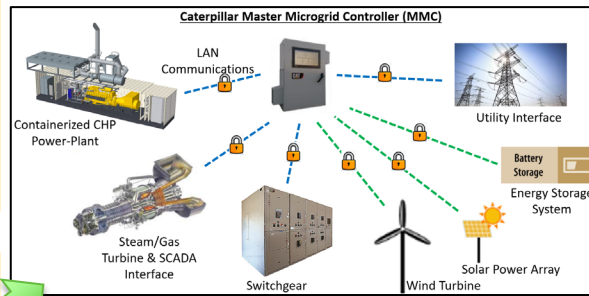 Caterpillar Master Microgrid Controller (MMC)
LAN
Communications
Containerized CHP
Power-Plant
Utility Interface
Battery
Storage
Energy Storage
System
Steam/Gas
Turbine & SCADA
Interface
Switchgear
Wind Turbine
Solar Power Array